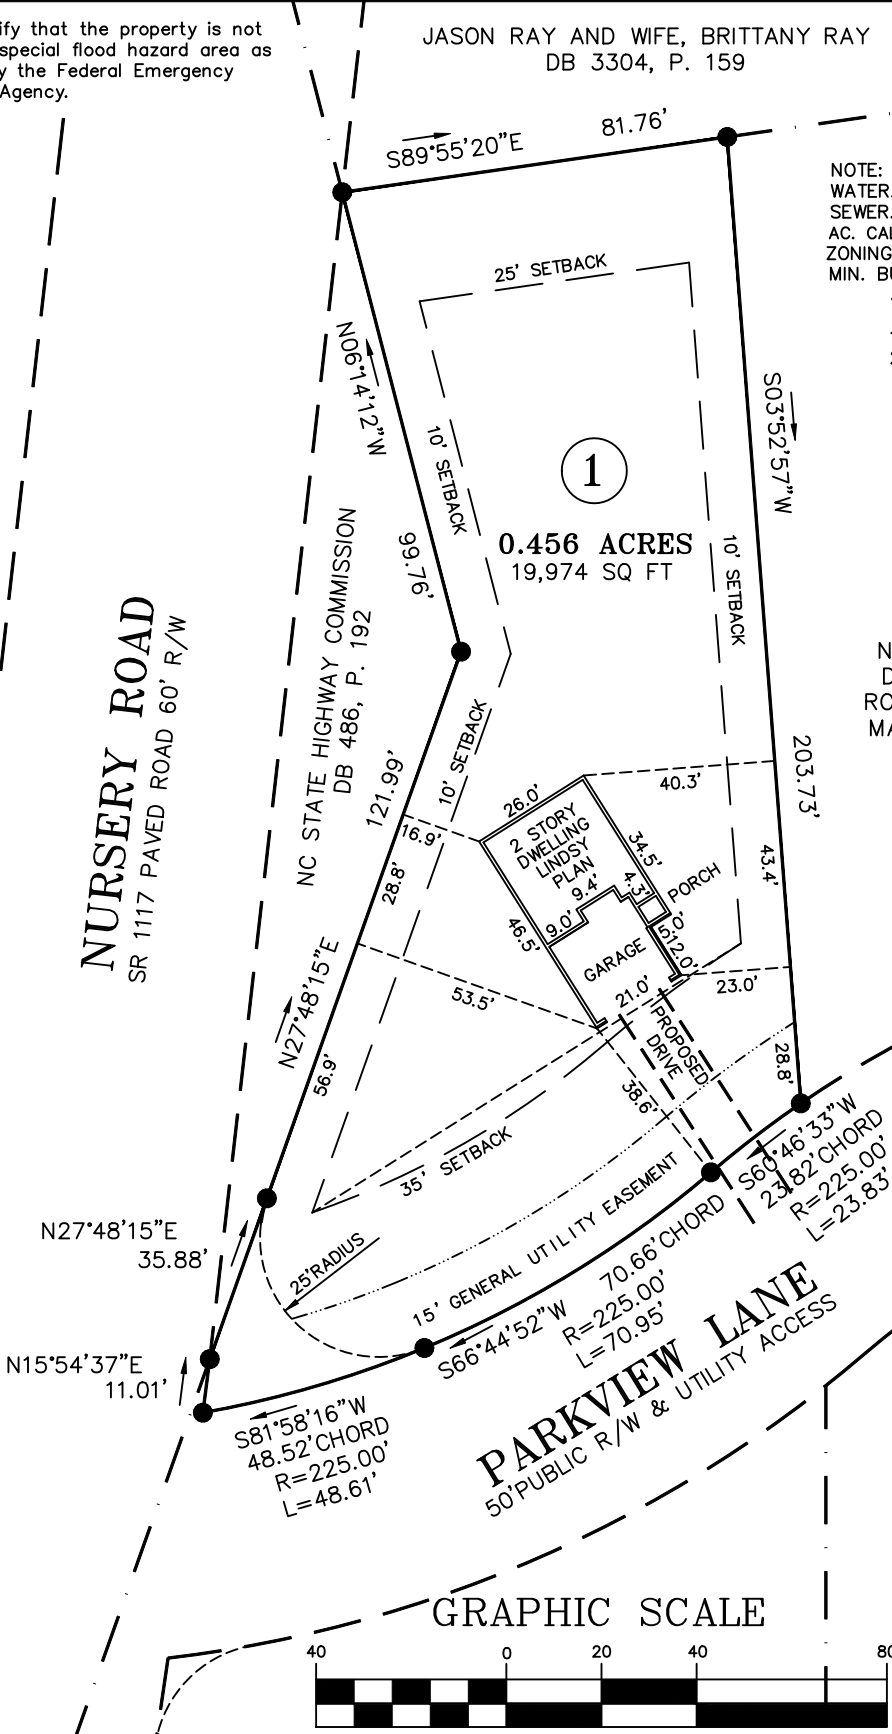 ify that the property is not
special flood hazard area as
y the Federal Emergency
Agency.
JASON RAY AND WIFE, BRITTANY RAY
DB 3304, P. 159
81.76'
S89°55'20"E
NOTE:
WATER.
SEWER.
AC. CAL
ZONING
MIN. BU
25' SETBACK
N06°14'12"W
99.76'
10' SETBACK
1
0.456 ACRES
19,974 SQ FT
S03°52'57"W
203.73'
10' SETBACK
N
D
RO
MA
NURSERY ROAD
SR 1117 PAVED ROAD 60' R/W
NC STATE HIGHWAY COMMISSION
DB 486, P. 192
121.99'
10' SETBACK
26.0'
40.3'
16.9'
28.8'
2 STORY
DWELLING
LINDSY
PLAN
34.5'
43.4'
9.4'
4.3'
PORCH
46.5'
9.0'
5.0'
12.0'
GARAGE
21.0'
23.0'
53.5'
N27°48'15"E
56.9'
PROPOSED
DRIVE
38.6'
28.8'
35' SETBACK
S60°46'33"W
23.82'CHORD
R=225.00'
L=23.83'
N27°48'15"E
35.88'
25'RADIUS
15' GENERAL UTILITY EASEMENT
S66°44'52"W
70.66'CHORD
R=225.00'
L=70.95'
N15°54'37"E
11.01'
S81°58'16"W
48.52'CHORD
R=225.00'
L=48.61'
PARKVIEW LANE
50'PUBLIC R/W & UTILITY ACCESS
GRAPHIC SCALE
40 0 20 40 80